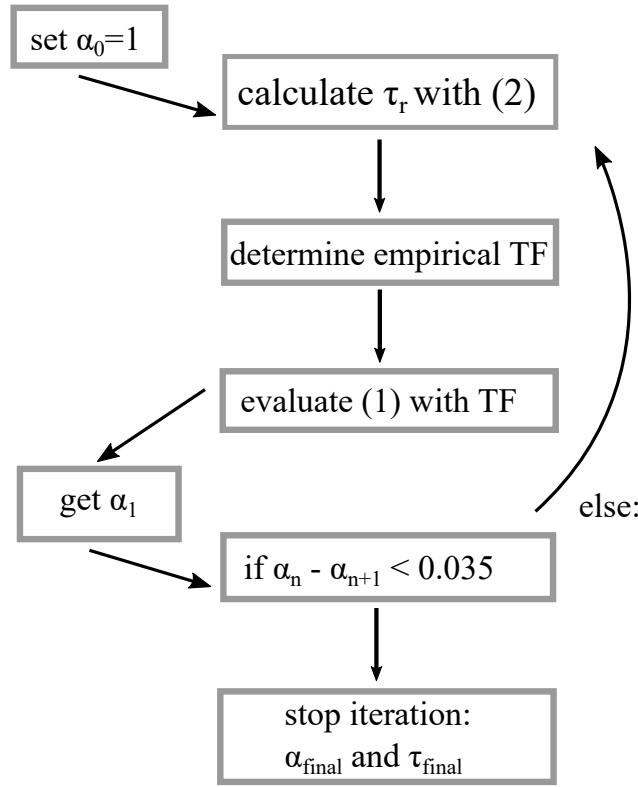 set α₀=1
calculate τᵣ with (2)
determine empirical TF
evaluate (1) with TF
get α₁
else:
if αₙ - αₙ₊₁ < 0.035
stop iteration:
α_final and τ_final